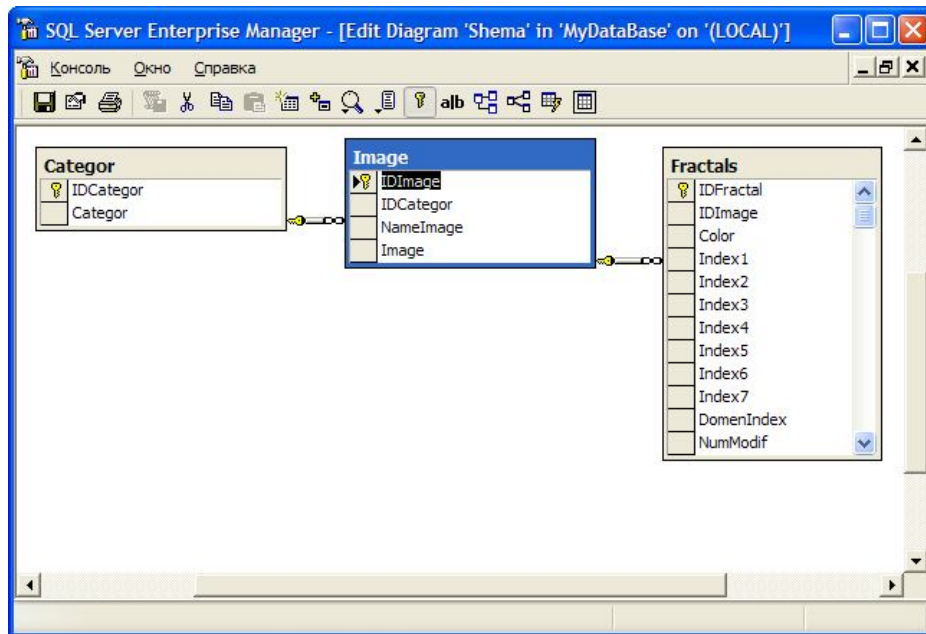 SQL Server Enterprise Manager - [Edit Diagram 'Shema' in 'MyDataBase' on '(LOCAL)']
Консоль Окно Справка
a|b
Categor
IDCategor
Categor
Image
IDImage
IDCategor
NameImage
Image
Fractals
IDFractal
IDImage
Color
Index1
Index2
Index3
Index4
Index5
Index6
Index7
DomenIndex
NumModif